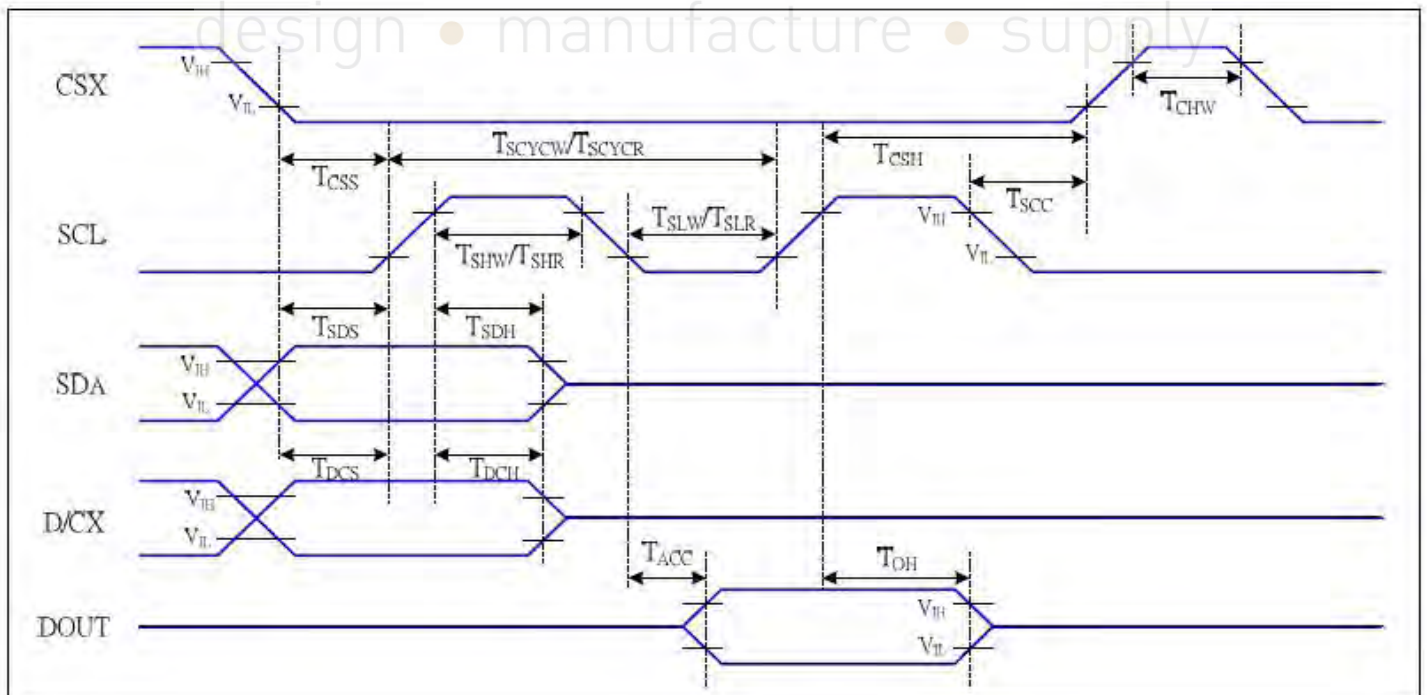 design • manufacture • supply
CSX
VIH
VIL
TCHW
TSCYCW/TSCYCR
TCSH
TCSS
TSCC
SCL
TSLW/TSLR
VIH
TSHW/TSHR
VIL
TSDS
TSDH
SDA
VIH
VIL
TDCS
TDCH
D/CX
VIH
VIL
TACC
TOH
DOUT
VIH
VIL